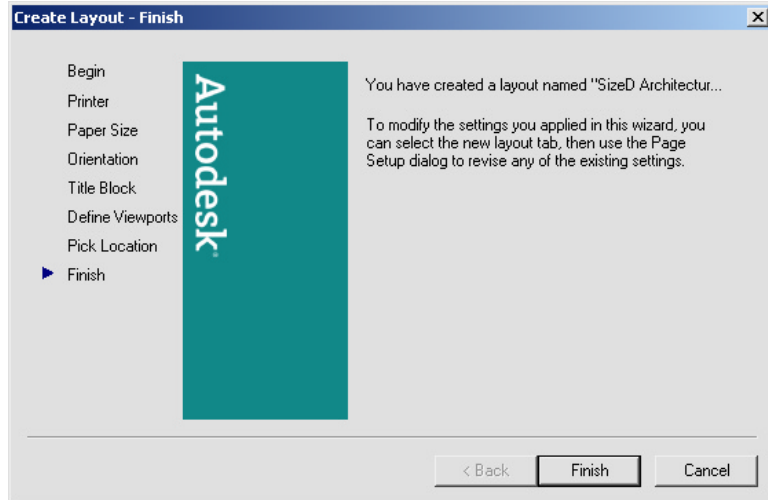 Create Layout - Finish
Begin
Printer
Paper Size
Orientation
Title Block
Define Viewports
Pick Location
Finish
Autodesk
You have created a layout named "SizeD Architectur...
To modify the settings you applied in this wizard, you
can select the new layout tab, then use the Page
Setup dialog to revise any of the existing settings.
< Back
Finish
Cancel